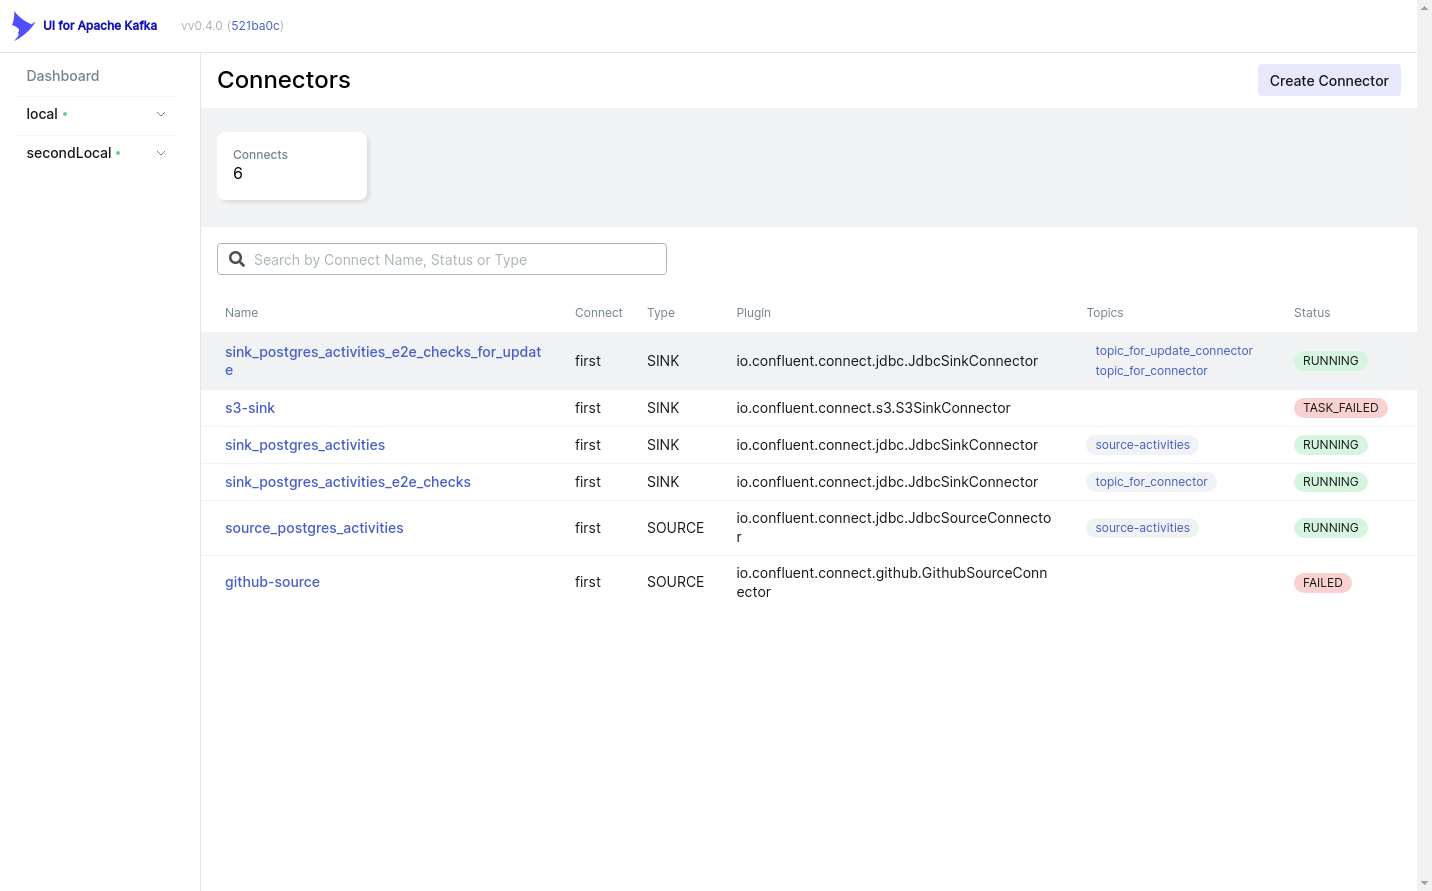 UI for Apache Kafka vv0.4.0 (521ba0c)
Dashboard
local
secondLocal
Connectors
Create Connector
Connects
6
Search by Connect Name, Status or Type
Name Connect Type Plugin Topics Status
sink_postgres_activities_e2e_checks_for_updat
e
first SINK io.confluent.connect.jdbc.JdbcSinkConnector
topic_for_update_connector
topic_for_connector
RUNNING
s3-sink first SINK io.confluent.connect.s3.S3SinkConnector TASK_FAILED
sink_postgres_activities first SINK io.confluent.connect.jdbc.JdbcSinkConnector source-activities RUNNING
sink_postgres_activities_e2e_checks first SINK io.confluent.connect.jdbc.JdbcSinkConnector topic_for_connector RUNNING
source_postgres_activities first SOURCE
io.confluent.connect.jdbc.JdbcSourceConnecto
r
source-activities RUNNING
github-source first SOURCE
io.confluent.connect.github.GithubSourceConn
ector
FAILED